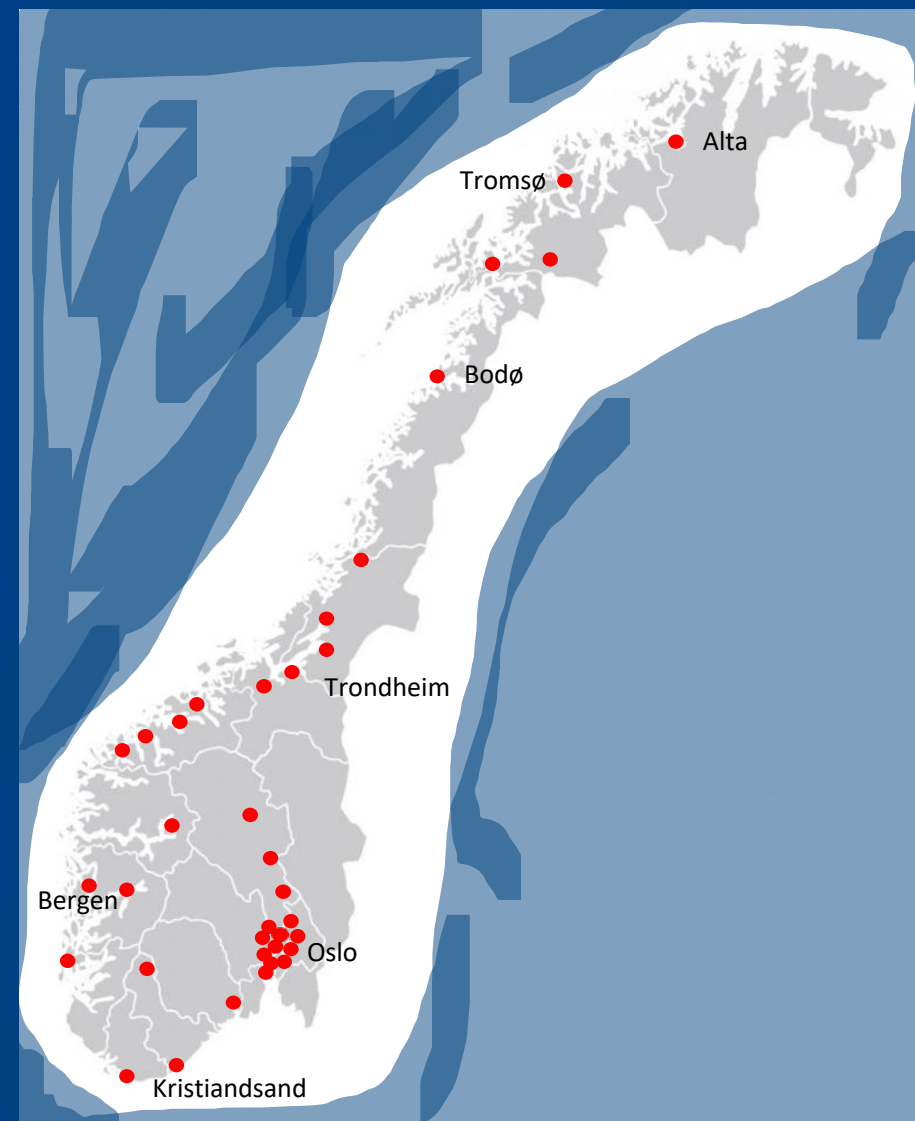 Alta
Tromsø
Bodø
Trondheim
Bergen
Oslo
Kristiandsand